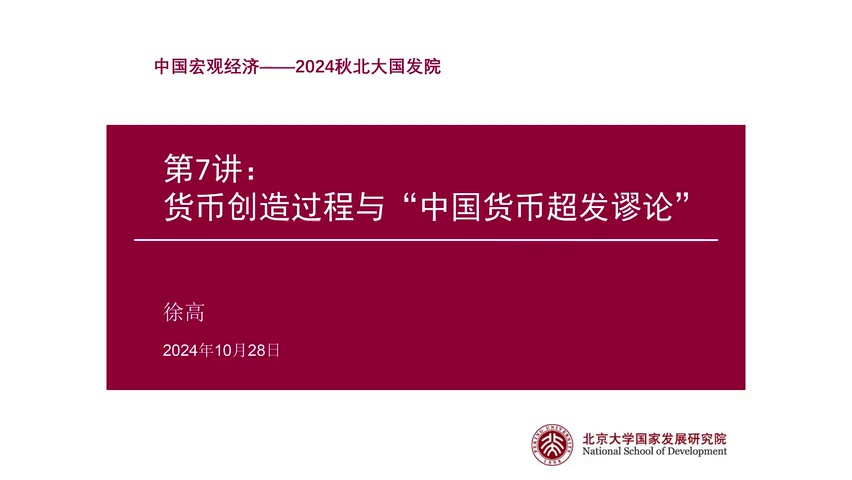 中国宏观经济——2024秋北大国发院
第7讲：
货币创造过程与“中国货币超发谬论”
徐高
2024年10月28日
北京大学国家发展研究院
National School of Development
PEKING UNIVERSITY
1898